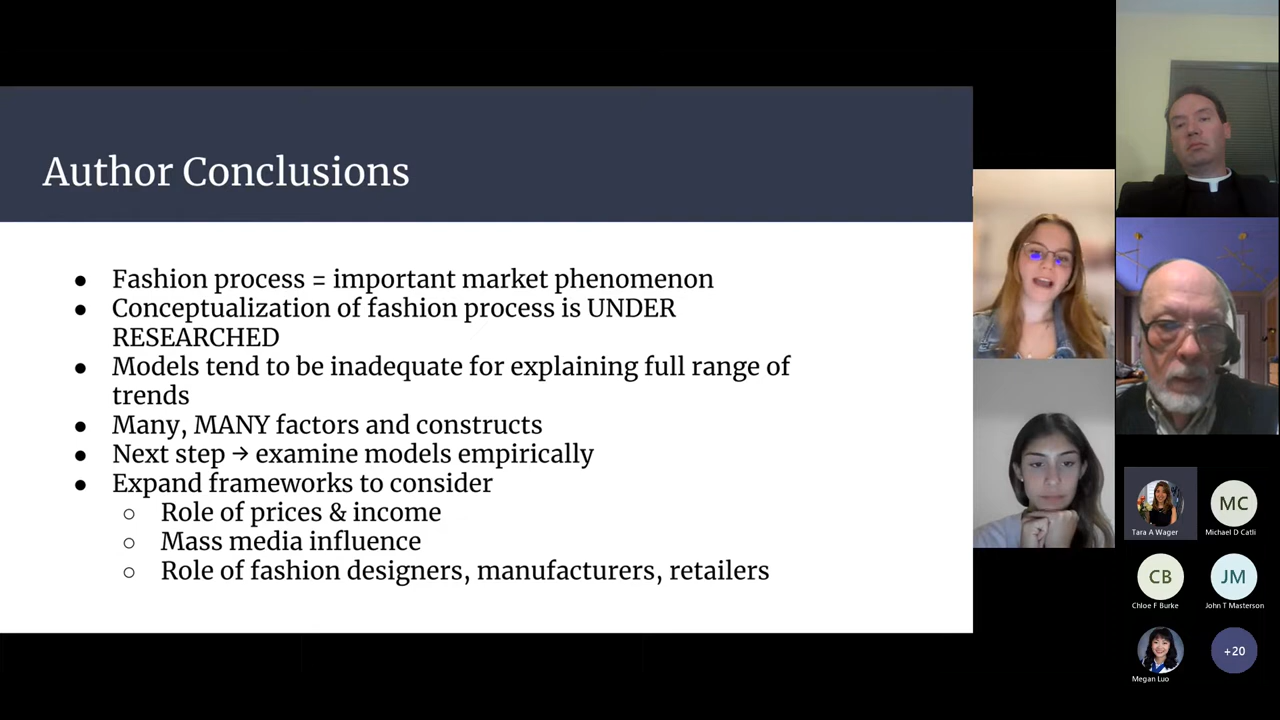 Author Conclusions
● Fashion process = important market phenomenon
● Conceptualization of fashion process is UNDER
RESEARCHED
● Models tend to be inadequate for explaining full range of
trends
● Many, MANY factors and constructs
● Next step → examine models empirically
● Expand frameworks to consider
○ Role of prices & income
○ Mass media influence
○ Role of fashion designers, manufacturers, retailers
Tara A Wager
MC
Michael D Catli
CB
Chloe F Burke
JM
John T Masterson
Megan Luo
+20